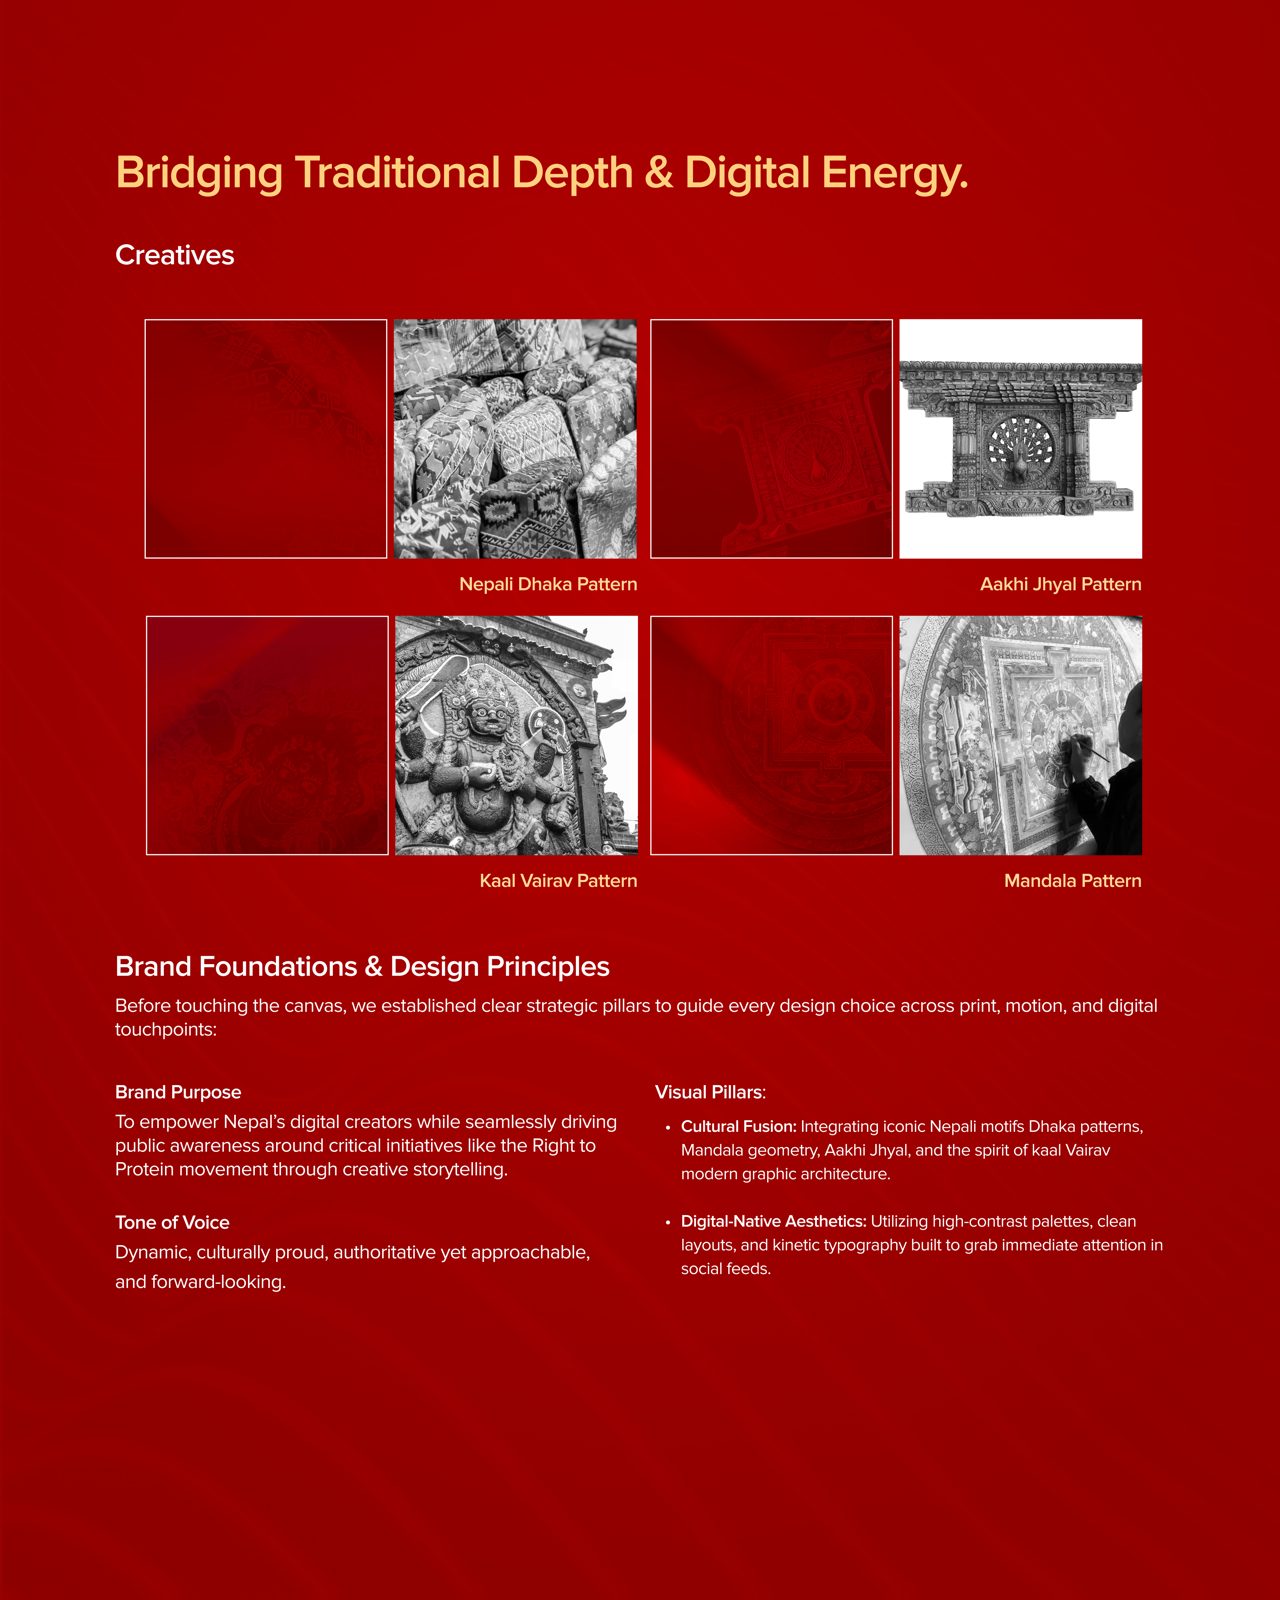 Bridging Traditional Depth & Digital Energy.
Creatives
Nepali Dhaka Pattern
Aakhi Jhyal Pattern
Kaal Vairav Pattern
Mandala Pattern
Brand Foundations & Design Principles
Before touching the canvas, we established clear strategic pillars to guide every design choice across print, motion, and digital
touchpoints:
Brand Purpose
To empower Nepal’s digital creators while seamlessly driving
public awareness around critical initiatives like the Right to
Protein movement through creative storytelling.
Tone of Voice
Dynamic, culturally proud, authoritative yet approachable,
and forward-looking.
Visual Pillars:
• Cultural Fusion: Integrating iconic Nepali motifs Dhaka patterns,
Mandala geometry, Aakhi Jhyal, and the spirit of kaal Vairav
modern graphic architecture.
• Digital-Native Aesthetics: Utilizing high-contrast palettes, clean
layouts, and kinetic typography built to grab immediate attention in
social feeds.